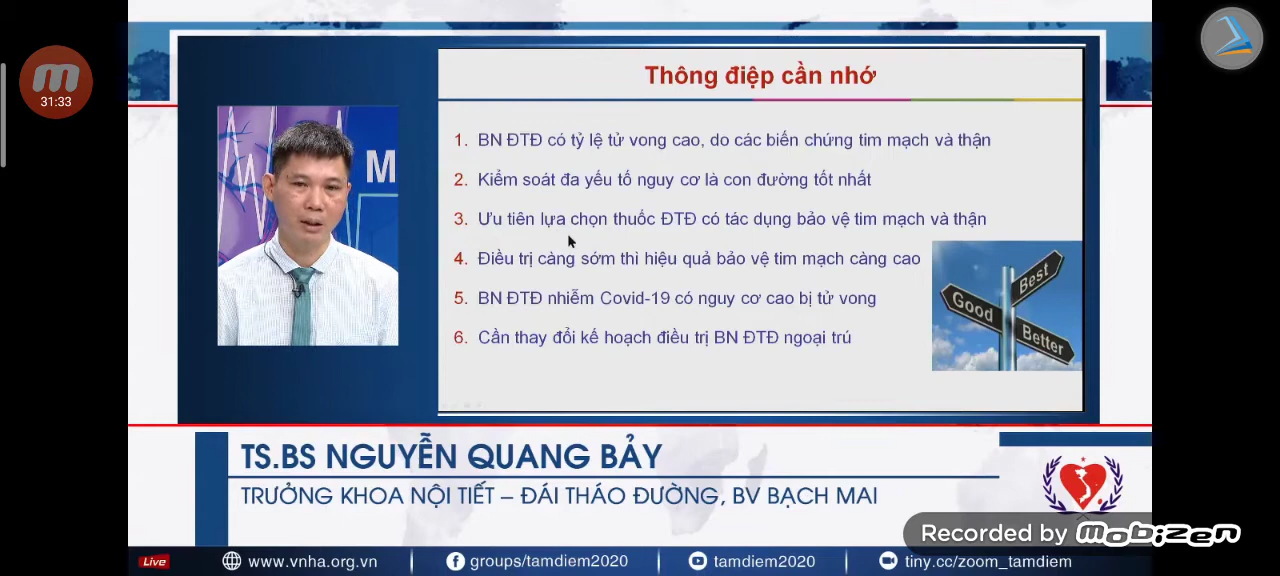 31:33
M
Thông điệp cần nhớ
1. BN ĐTĐ có tỷ lệ tử vong cao, do các biến chứng tim mạch và thận
2. Kiểm soát đa yếu tố nguy cơ là con đường tốt nhất
3. Ưu tiên lựa chọn thuốc ĐTĐ có tác dụng bảo vệ tim mạch và thận
4. Điều trị càng sớm thì hiệu quả bảo vệ tim mạch càng cao
5. BN ĐTĐ nhiễm Covid-19 có nguy cơ cao bị tử vong
6. Cần thay đổi kế hoạch điều trị BN ĐTĐ ngoại trú
Good
Best
Better
TS.BS NGUYỄN QUANG BẢY
TRƯỞNG KHOA NỘI TIẾT – ĐÁI THÁO ĐƯỜNG, BV BẠCH MAI
Recorded by mobizen
Live
www.vnha.org.vn
groups/tamdiem2020
tamdiem2020
tiny.cc/zoom_tamdiem